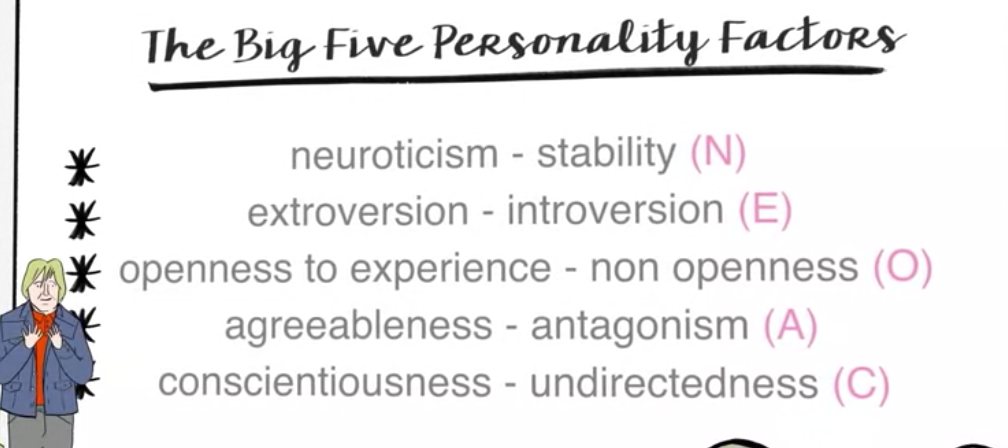 The Big Five Personality Factors
neuroticism - stability (N)
extroversion - introversion (E)
openness to experience - non openness (O)
agreeableness - antagonism (A)
conscientiousness - undirectedness (C)